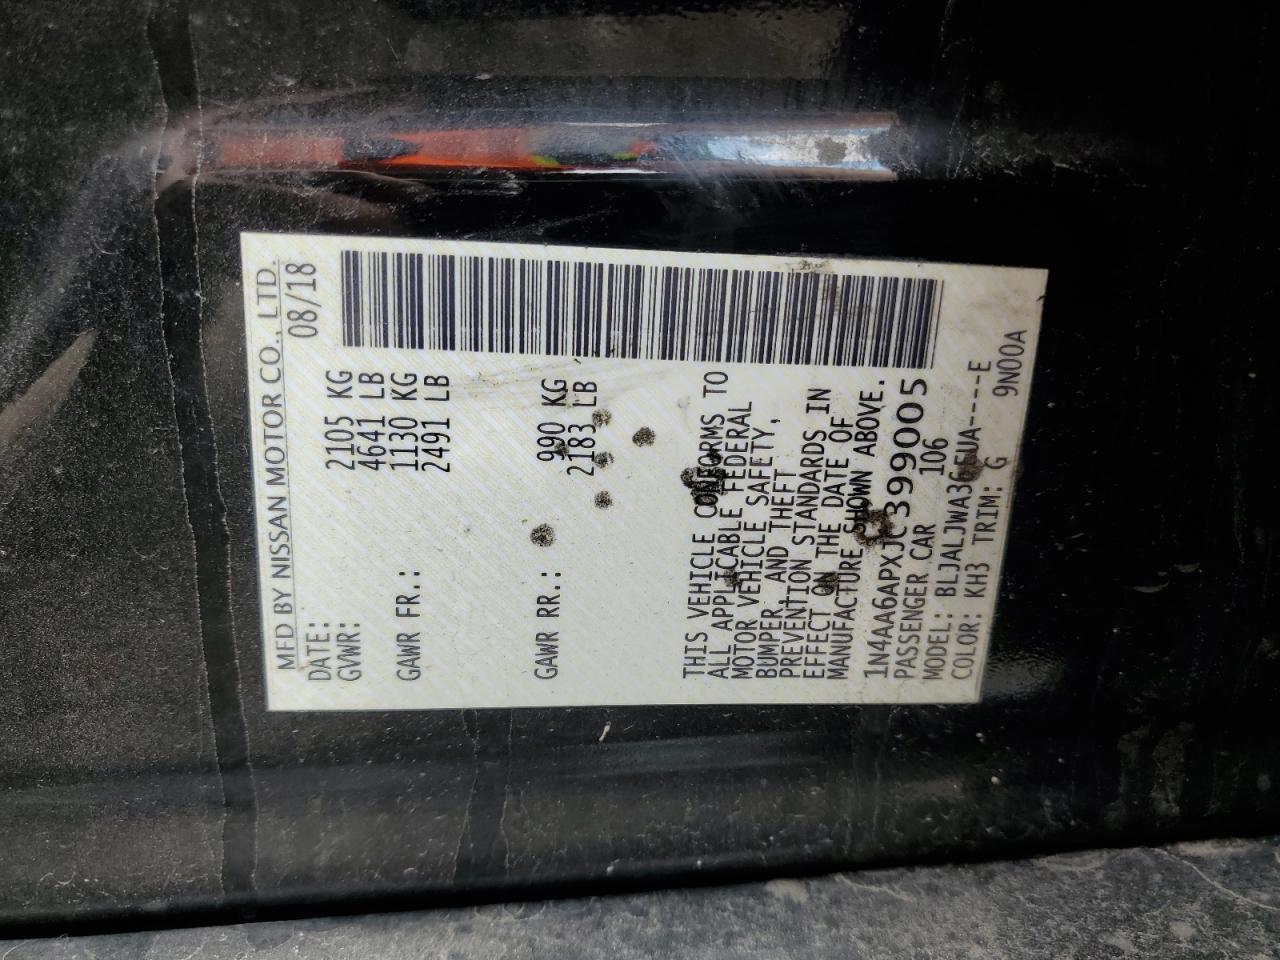 MFD BY NISSAN MOTOR CO., LTD.
DATE: 08/18
GVWR: 2105 KG
4641 LB
GAWR FR.: 1130 KG
2491 LB
GAWR RR.: 990 KG
2183 LB
THIS VEHICLE CONFORMS TO
ALL APPLICABLE FEDERAL
MOTOR VEHICLE SAFETY,
BUMPER, AND THEFT
PREVENTION STANDARDS IN
EFFECT ON THE DATE OF
MANUFACTURE SHOWN ABOVE.
1N4AA6APXJC399005
PASSENGER CAR 106
MODEL: 
COLOR: KH3 TRIM: G 9N00A